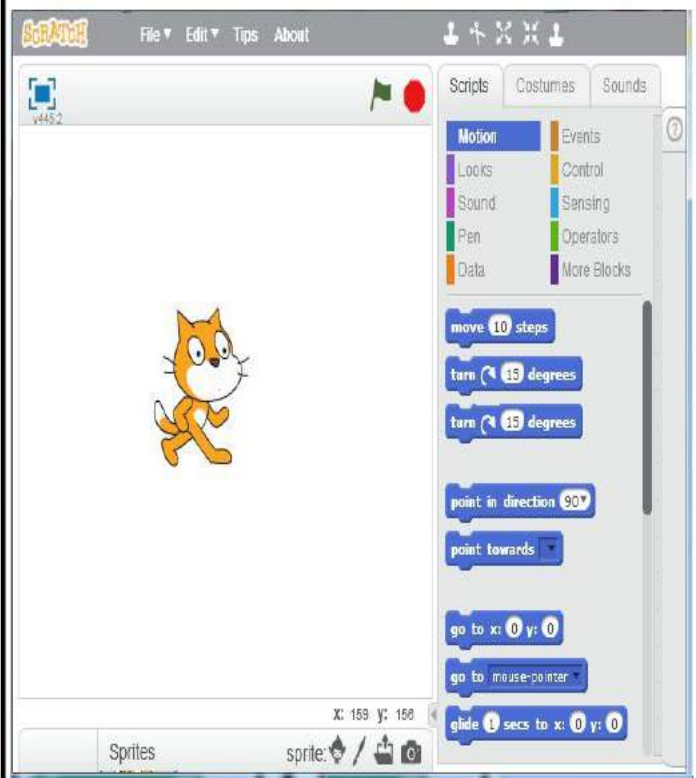 SCRATCH File Edit Tips About
v446.2
Scripts Costumes Sounds
Motion Events
Looks Control
Sound Sensing
Pen Operators
Data More Blocks
move 10 steps
turn 15 degrees
turn 15 degrees
point in direction 90
point towards
go to x: 0 y: 0
go to mouse-pointer
glide 1 secs to x: 0 y: 0
x: 159 y: 156
Sprites sprite:
?